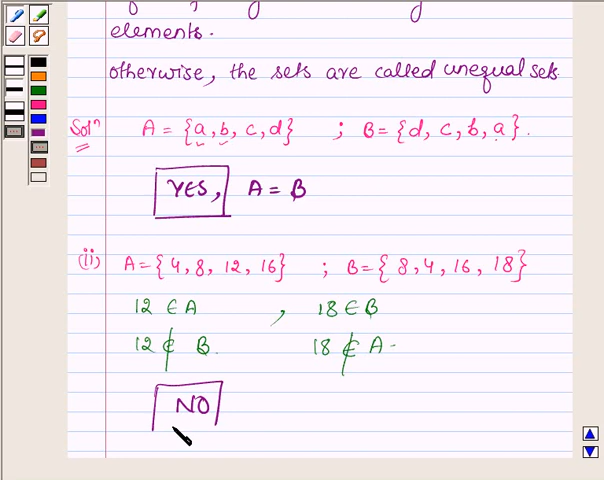 elements.
otherwise, the sets are called unequal sets.
Solⁿ A = {a, b, c, d} ; B = {d, c, b, a}.
YES, A = B
(ii) A = {4, 8, 12, 16} ; B = {8, 4, 16, 18}
12 ∈ A , 18 ∈ B
12 ∉ B. 18 ∉ A.
NO